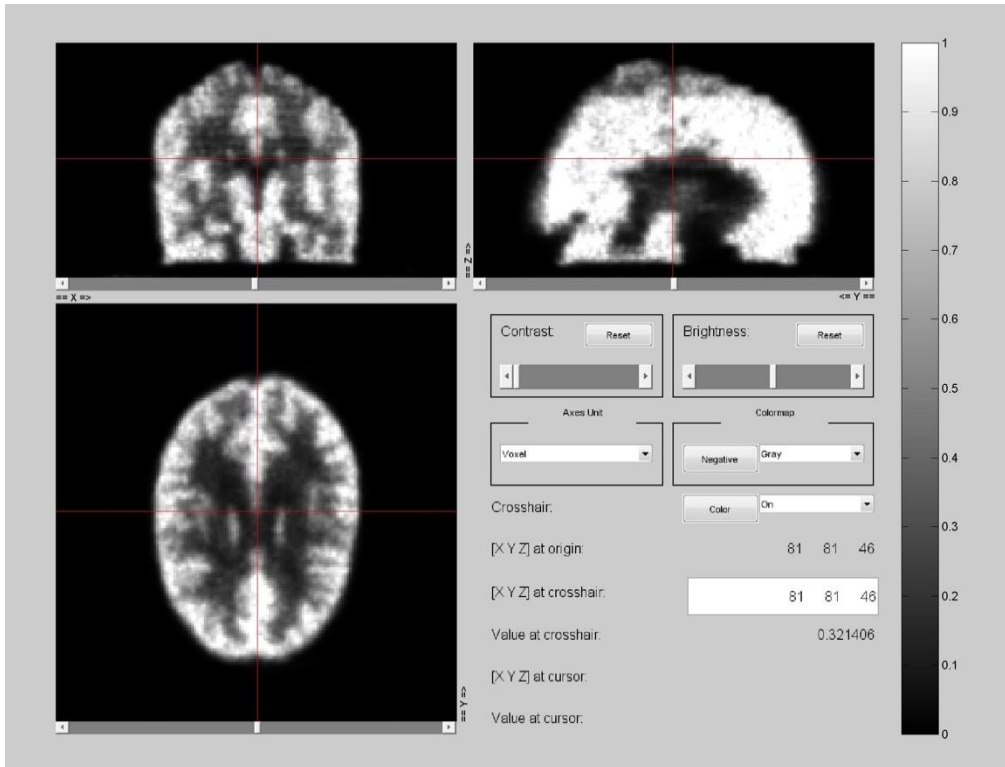 == X =>
== Z =>
<= Y ==
== Y =>
Contrast:
Reset
Brightness:
Reset
Axes Unit
Voxel
Colormap
Negative
Gray
Crosshair:
Color
On
[X Y Z] at origin:
81 81 46
[X Y Z] at crosshair:
81 81 46
Value at crosshair:
0.321406
[X Y Z] at cursor:
Value at cursor:
1
0.9
0.8
0.7
0.6
0.5
0.4
0.3
0.2
0.1
0